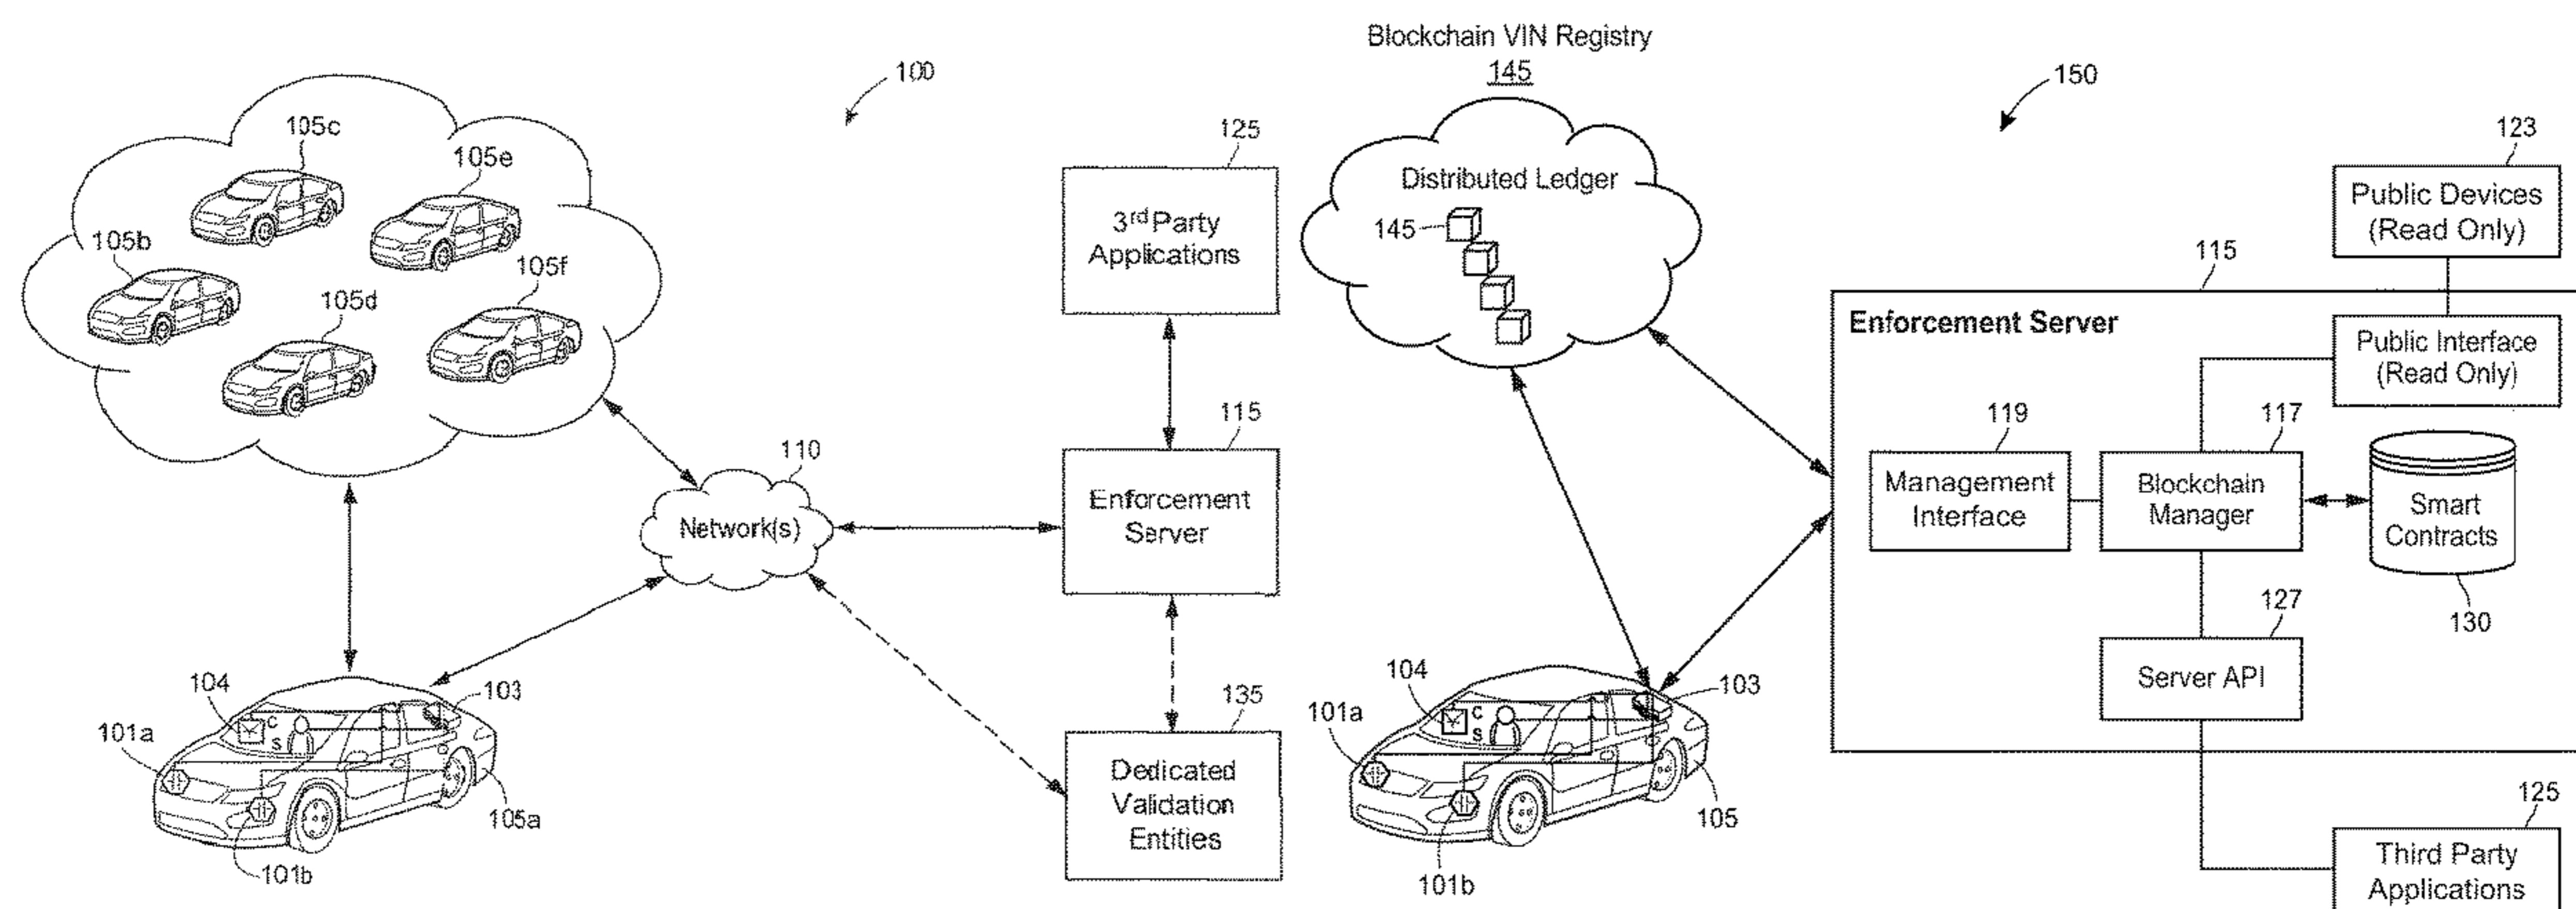 100
105c
105e
105b
105f
105d
110
Network(s)
104
103
C
S
101a
105a
101b
125
3rd Party
Applications
115
Enforcement
Server
135
Dedicated
Validation
Entities
Blockchain VIN Registry
145
Distributed Ledger
145
104
103
C
S
101a
105
101b
150
123
Public Devices
(Read Only)
115
Enforcement Server
Public Interface
(Read Only)
119
Management
Interface
117
Blockchain
Manager
Smart
Contracts
130
127
Server API
125
Third Party
Applications